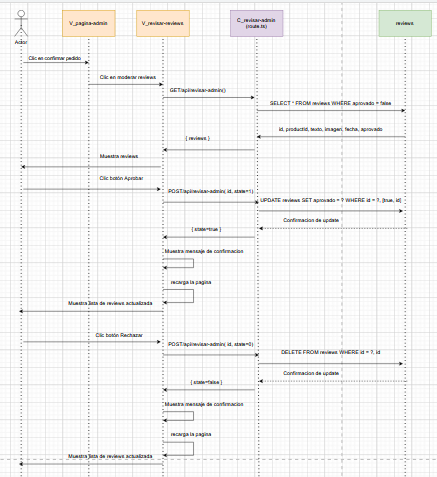 Actor
V_pagina-admin
V_revisar-reviews
C_revisar-admin
(route.ts)
reviews
Clic en confirmar pedido
Clic en moderar reviews
GET/api/revisar-admin()
SELECT * FROM reviews WHERE aprovado = false
id, productId, texto, imagen, fecha, aprovado
{ reviews }
Muestra reviews
Clic botón Aprobar
POST/api/revisar-admin( id, state=1)
UPDATE reviews SET aprovado = ? WHERE id = ?, [true, id]
Confirmacion de update
{ state=true }
Muestra mensaje de confirmacion
recarga la pagina
Muestra lista de reviews actualizada
Clic botón Rechazar
POST/api/revisar-admin( id, state=0)
DELETE FROM reviews WHERE id = ?, id
Confirmacion de update
{ state=false }
Muestra mensaje de confirmacion
recarga la pagina
Muestra lista de reviews actualizada